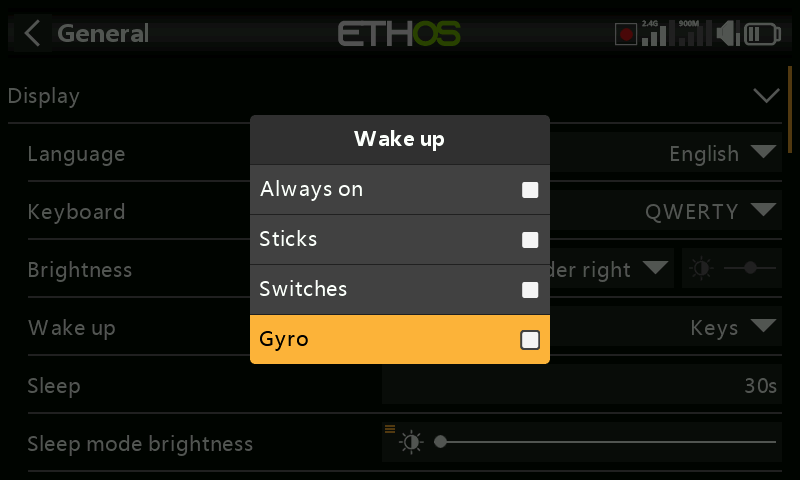 General
ETHOS
2.4G
900M
Display
Language
English
Keyboard
QWERTY
Brightness
der right
Wake up
Keys
Sleep
30s
Sleep mode brightness
Wake up
Always on
Sticks
Switches
Gyro